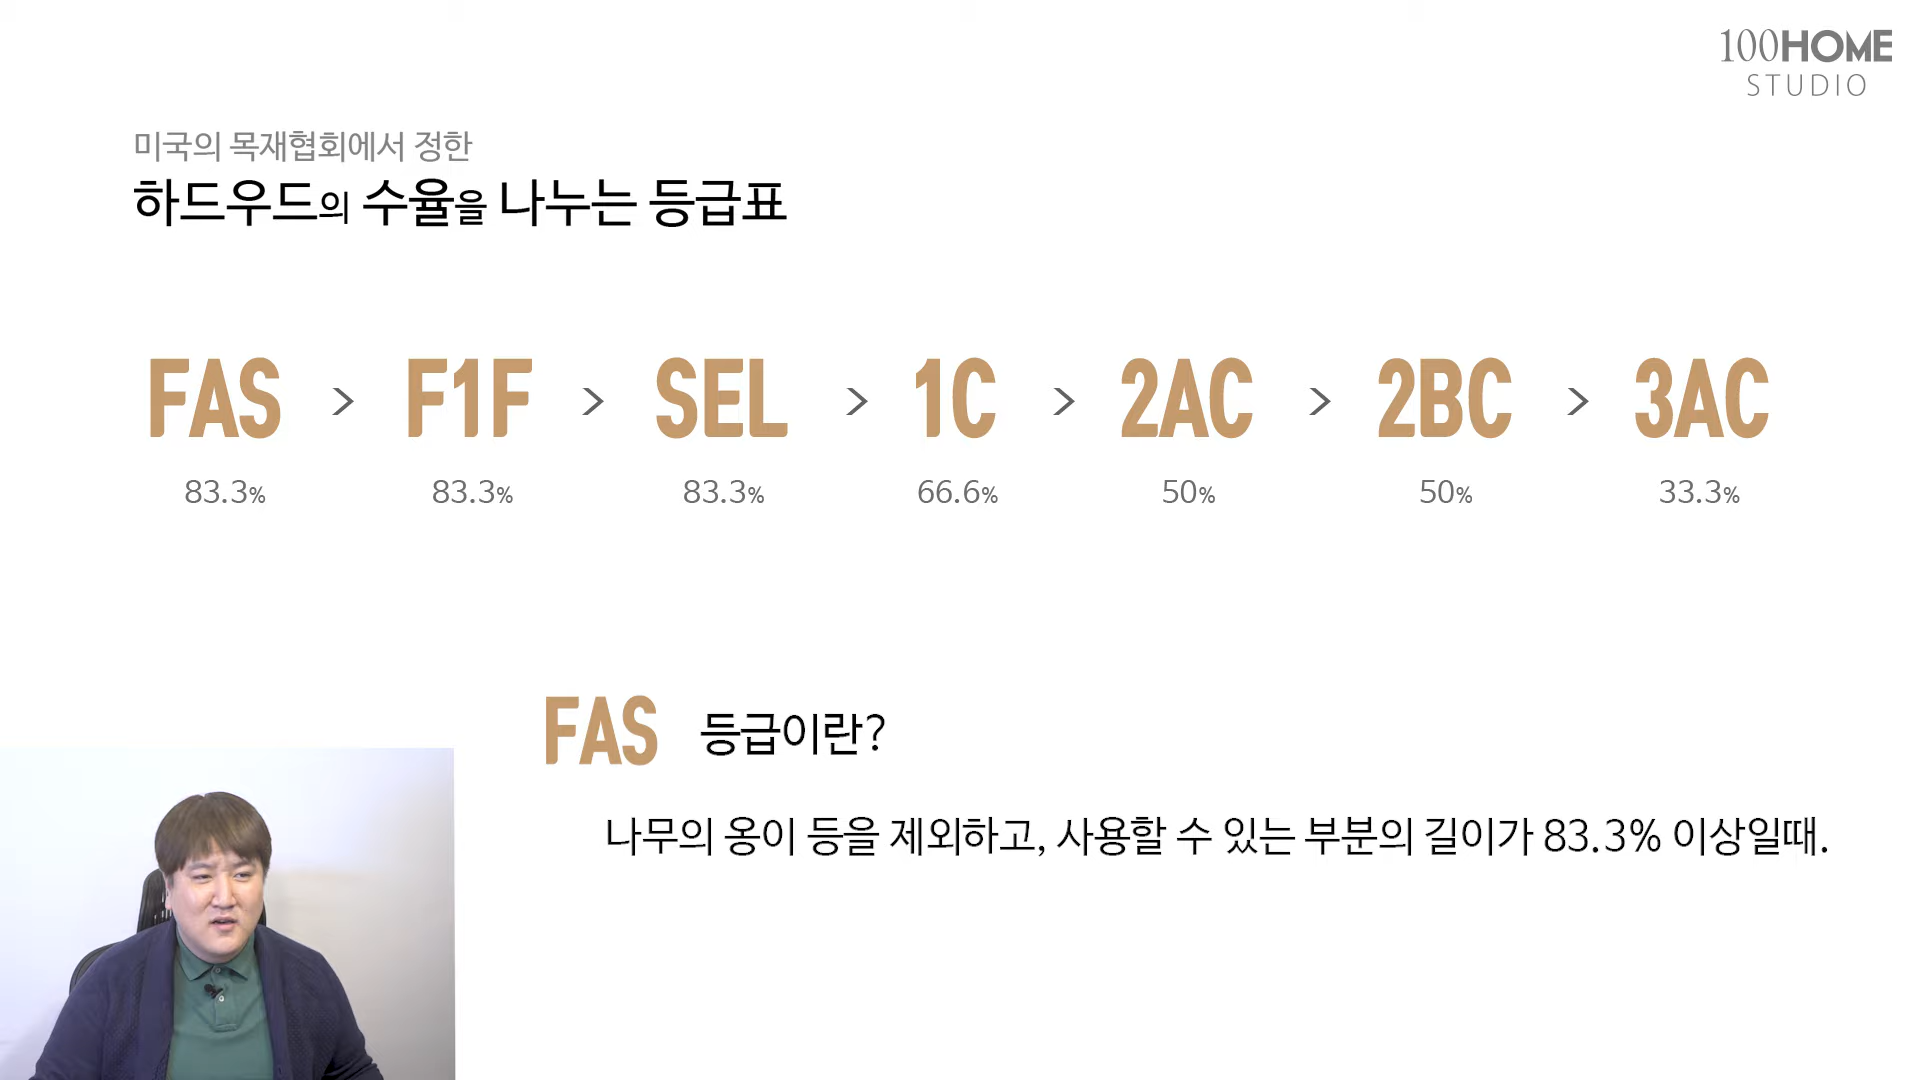 100HOME
STUDIO
미국의 목재협회에서 정한
하드우드의 수율을 나누는 등급표
FAS > F1F > SEL > 1C > 2AC > 2BC > 3AC
83.3% 83.3% 83.3% 66.6% 50% 50% 33.3%
FAS 등급이란?
나무의 옹이 등을 제외하고, 사용할 수 있는 부분의 길이가 83.3% 이상일때.